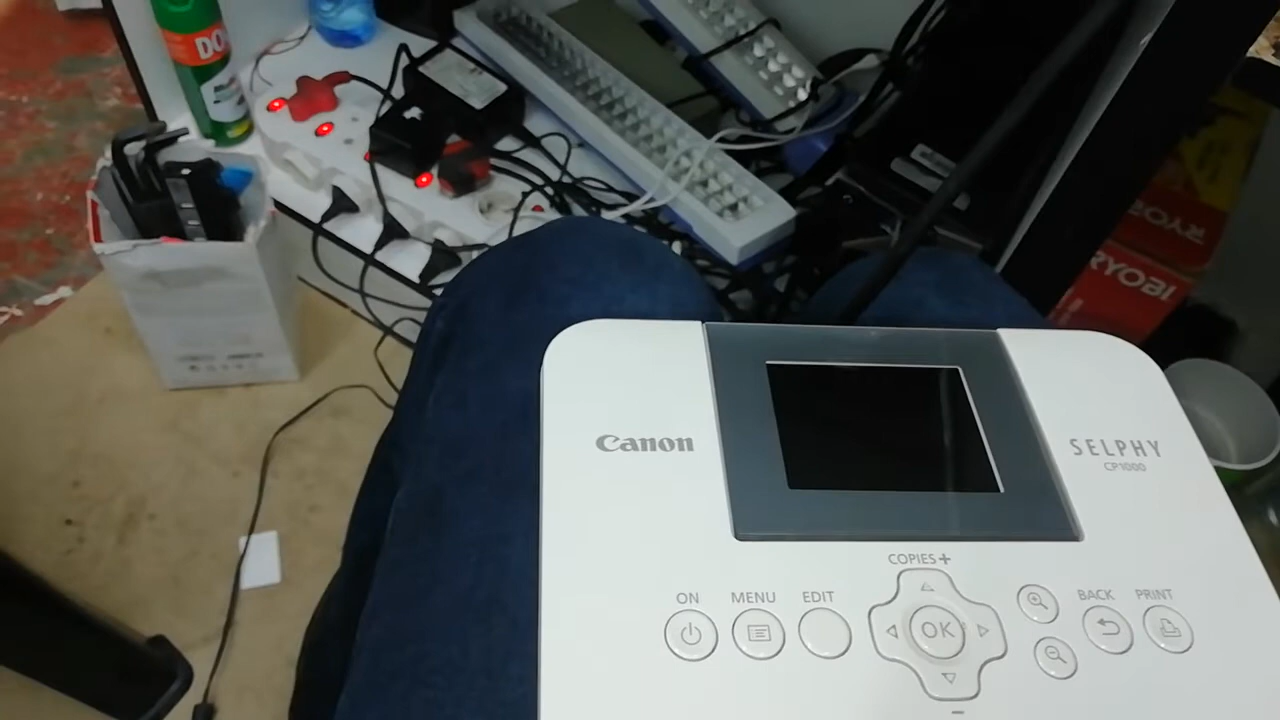 DO
RYOBI
RYOBI
Canon
SELPHY
CP1000
COPIES+
ON
MENU
EDIT
OK
BACK
PRINT